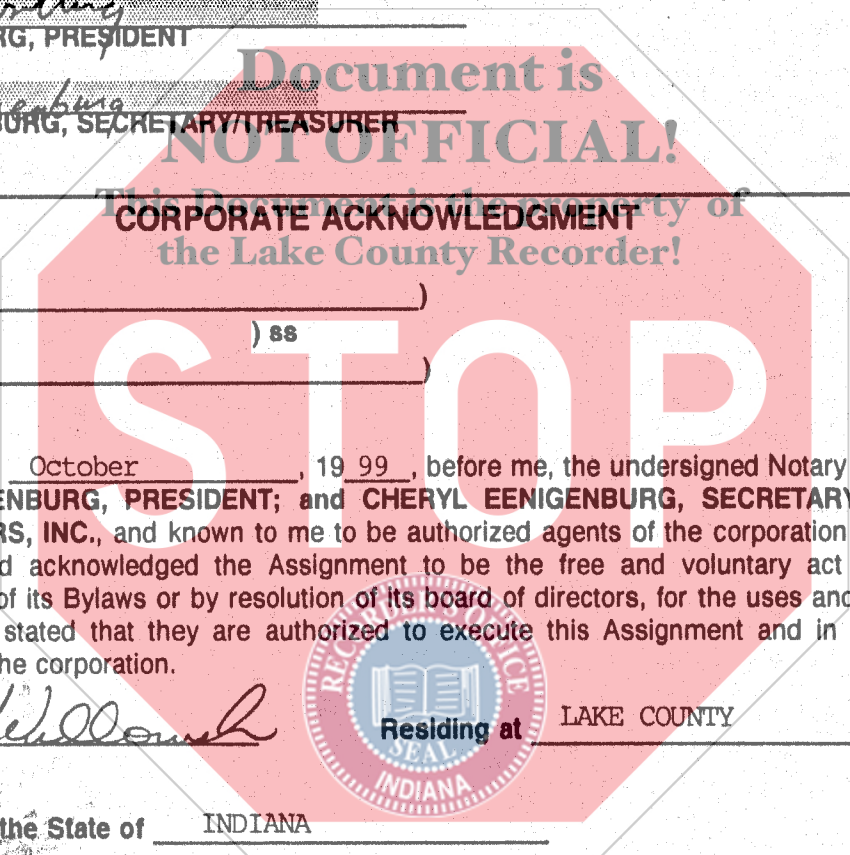 RG, PRESIDENT
Document is
BURG, SECRETARY/TREASURER
NOT OFFICIAL!
This Document is the property of
CORPORATE ACKNOWLEDGMENT
the Lake County Recorder!
)
) ss
)
STOP
October , 19 99 , before me, the undersigned Notary
ENBURG, PRESIDENT; and CHERYL EENIGENBURG, SECRETARY
RS, INC., and known to me to be authorized agents of the corporation
d acknowledged the Assignment to be the free and voluntary act
of its Bylaws or by resolution of its board of directors, for the uses and
stated that they are authorized to execute this Assignment and in
he corporation.
RECORDER'S OFFICE
Residing at LAKE COUNTY
SEAL
INDIANA
the State of INDIANA